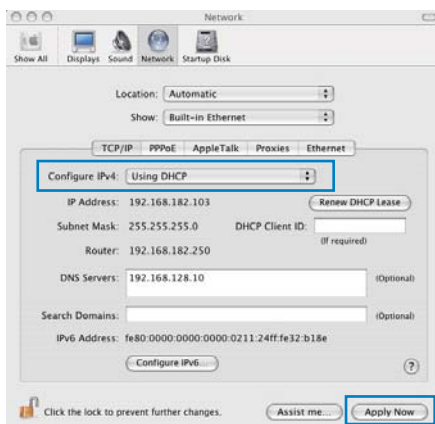 Network
Show All Displays Sound Network Startup Disk
Location: Automatic
Show: Built-in Ethernet
TCP/IP PPPoE AppleTalk Proxies Ethernet
Configure IPv4: Using DHCP
IP Address: 192.168.182.103 Renew DHCP Lease
Subnet Mask: 255.255.255.0 DHCP Client ID:
(If required)
Router: 192.168.182.250
DNS Servers: 192.168.128.10 (Optional)
Search Domains: (Optional)
IPv6 Address: fe80:0000:0000:0000:0211:24ff:fe32:b18e
Configure IPv6... ?
Click the lock to prevent further changes. Assist me... Apply Now